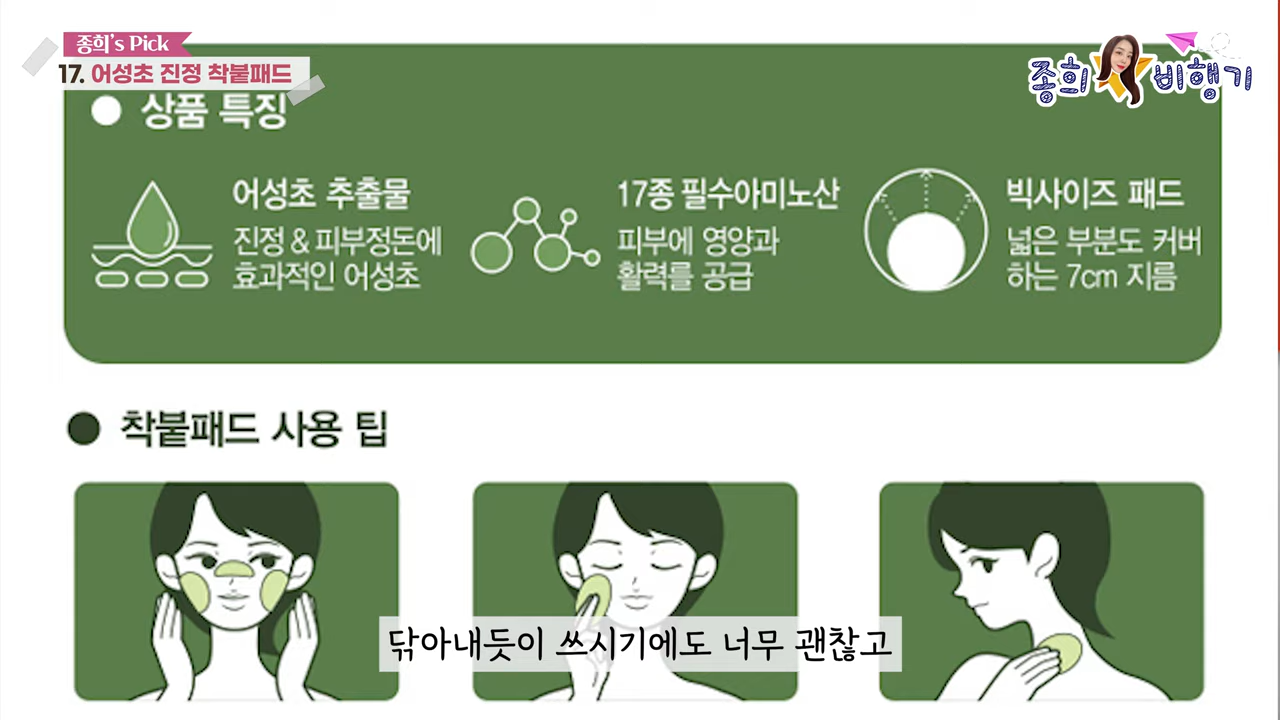 종희's Pick
17. 어성초 진정 착붙패드
종희 비행기
상품 특징
어성초 추출물
진정 & 피부정돈에
효과적인 어성초
17종 필수아미노산
피부에 영양과
활력를 공급
빅사이즈 패드
넓은 부분도 커버
하는 7cm 지름
착붙패드 사용 팁
닦아내듯이 쓰시기에도 너무 괜찮고